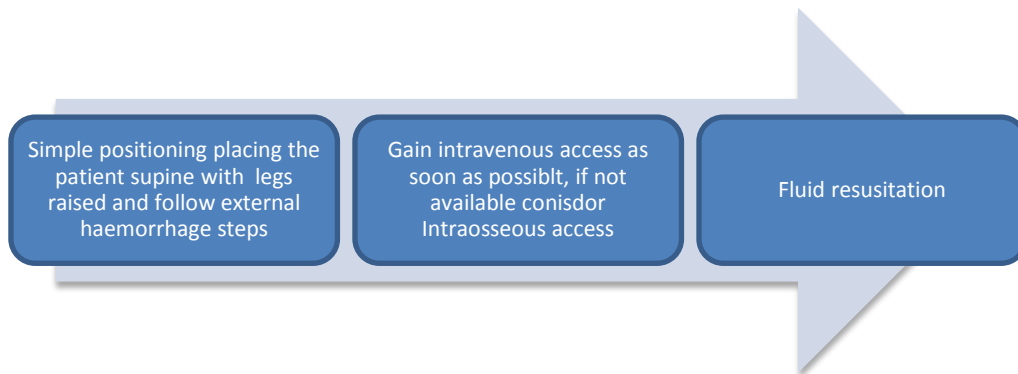 Simple positioning placing the
patient supine with legs
raised and follow external
haemorrhage steps
Gain intravenous access as
soon as possiblt, if not
available conisdor
Intraosseous access
Fluid resusitation